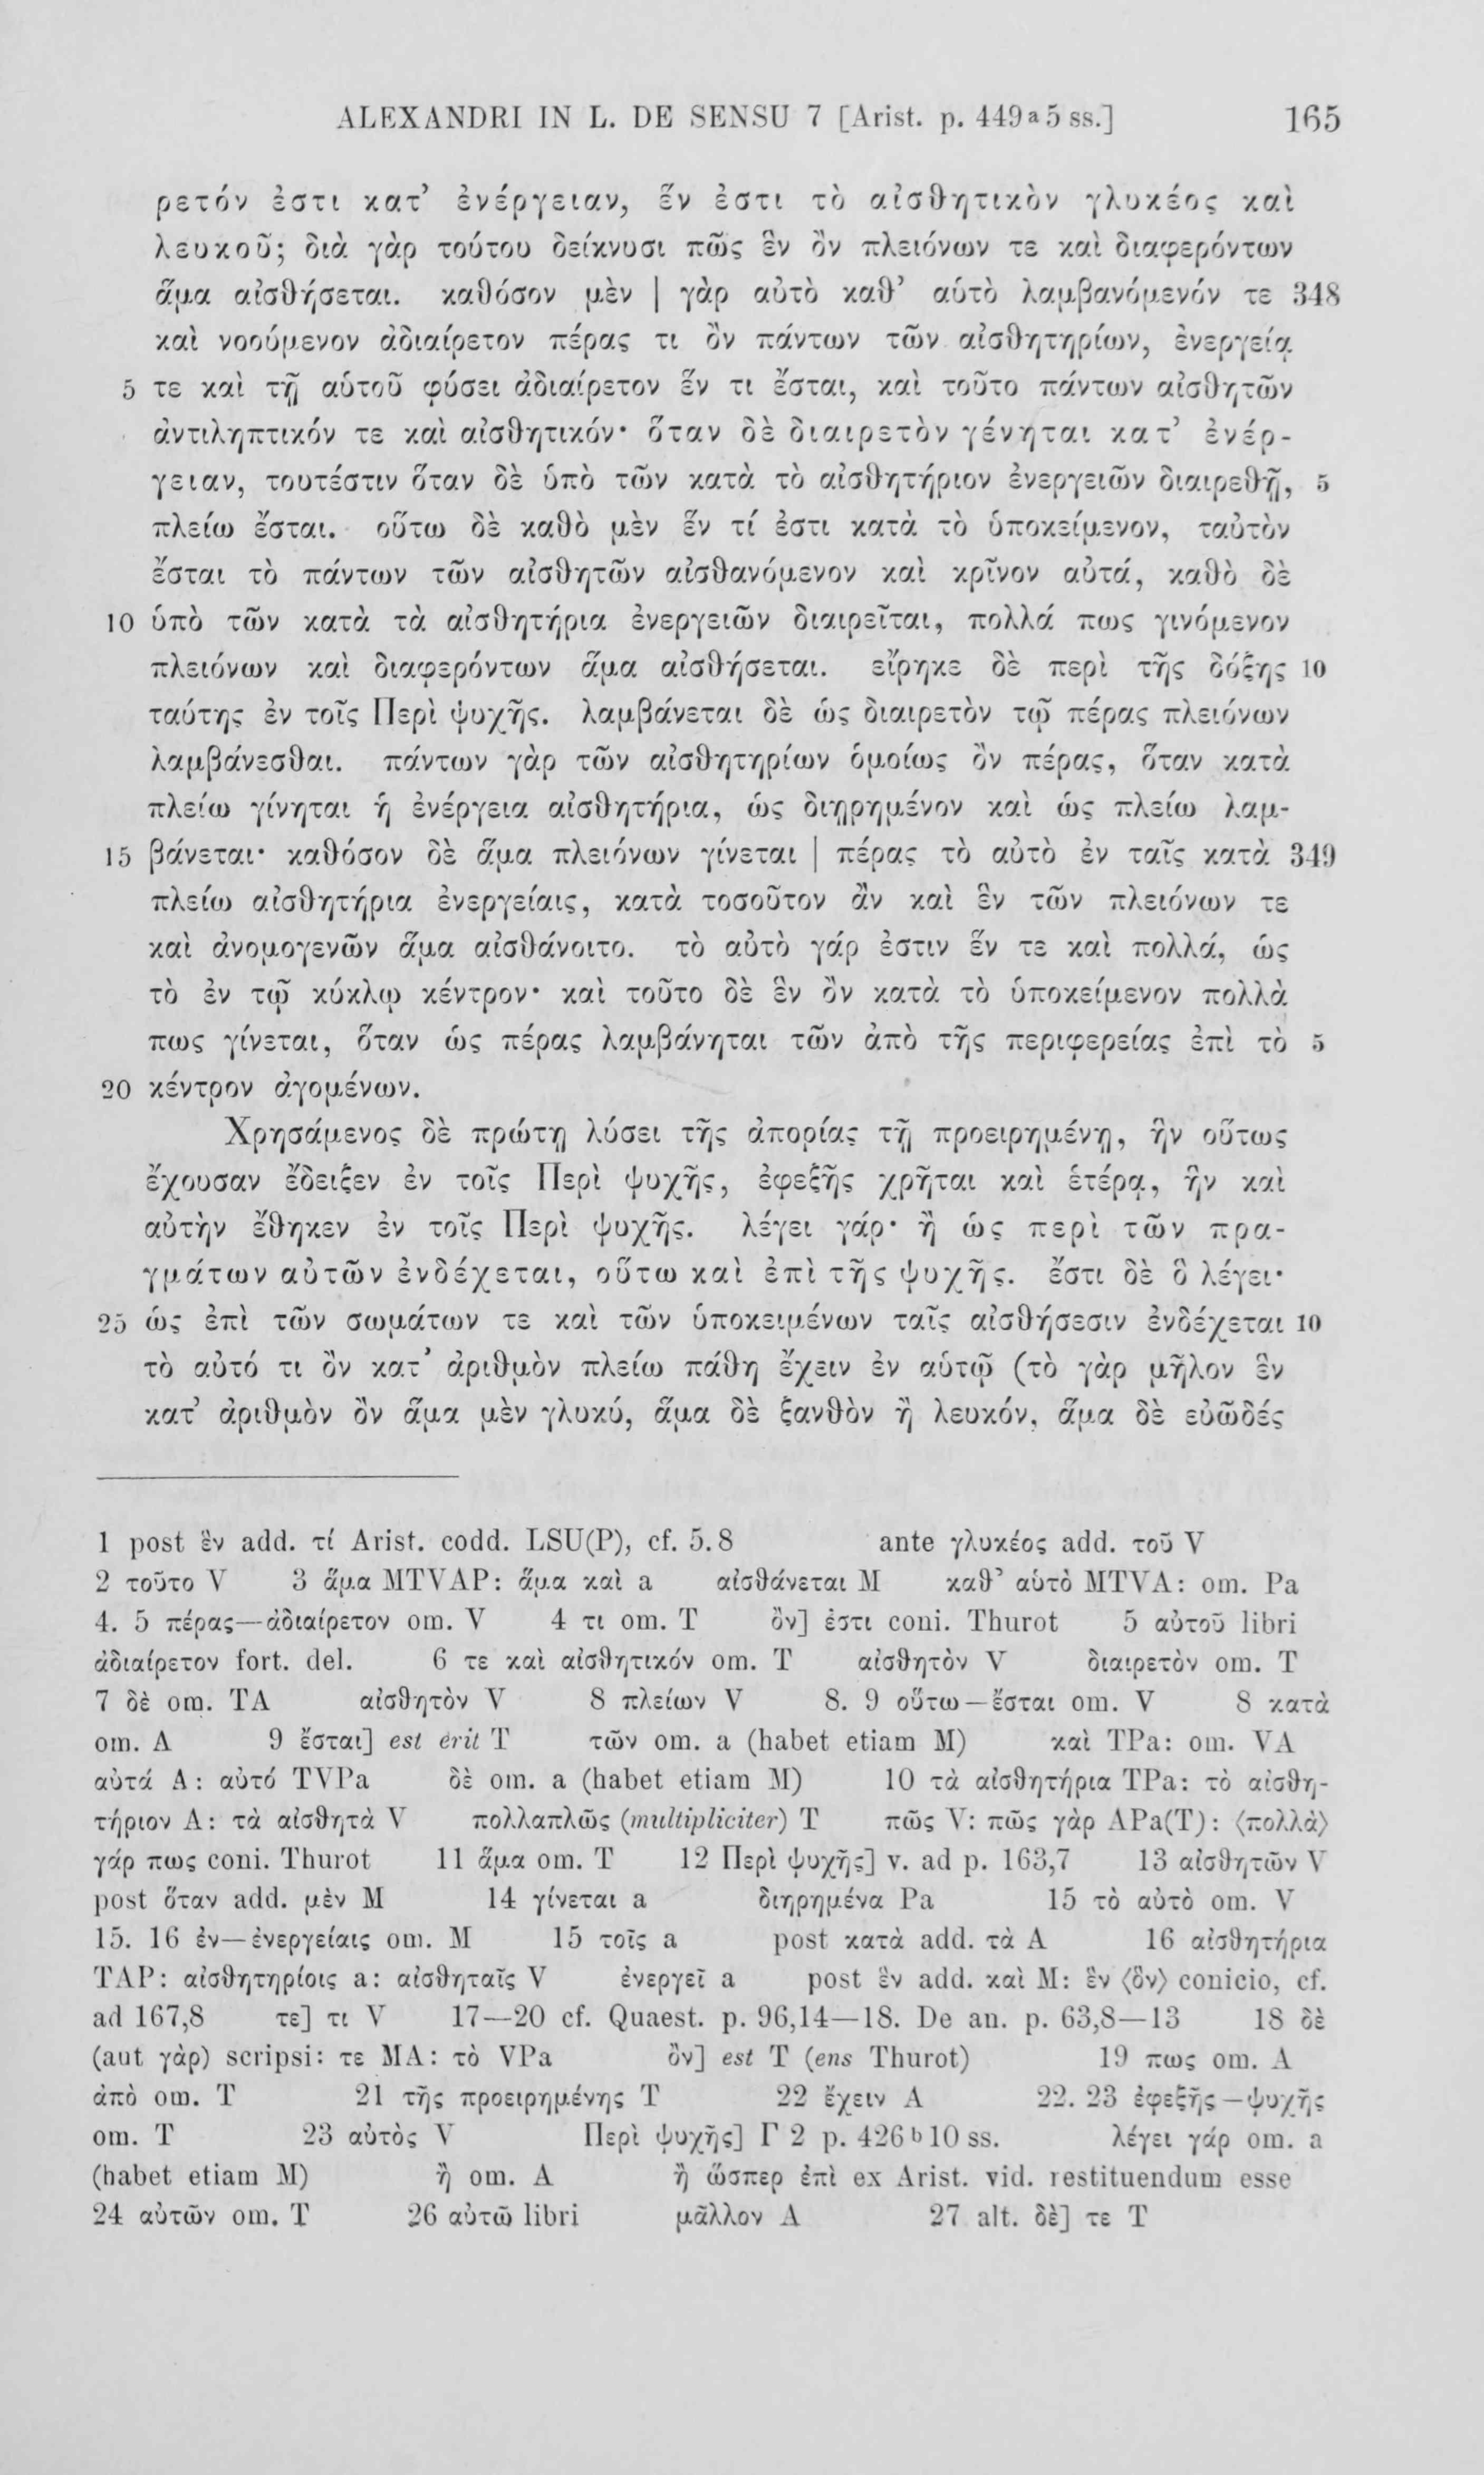 ALEXANDRI IN L. DE SENSU 7 [Arist. p. 449a5 ss.] 165
ρετόν ἐστι κατ’ ἐνέργειαν, ἕν ἐστι τὸ αἰσθητικὸν γλυκέος καὶ
λευκοῦ; διὰ γὰρ τούτου δείκνυσι πῶς ἓν ὂν πλειόνων τε καὶ διαφερόντων
ἅμα αἰσθήσεται. καθόσον μὲν | γὰρ αὐτὸ καθ’ αὑτὸ λαμβανόμενόν τε 348
καὶ νοούμενον ἀδιαίρετον πέρας τι ὂν πάντων τῶν αἰσθητηρίων, ἐνεργείᾳ
5 τε καὶ τῇ αὑτοῦ φύσει ἀδιαίρετον ἕν τι ἔσται, καὶ τοῦτο πάντων αἰσθητῶν
ἀντιληπτικόν τε καὶ αἰσθητικόν· ὅταν δὲ διαιρετὸν γένηται κατ’ ἐνέρ-
γειαν, τουτέστιν ὅταν δὲ ὑπὸ τῶν κατὰ τὸ αἰσθητήριον ἐνεργειῶν διαιρεθῇ, 5
πλείω ἔσται. οὕτω δὲ καθὸ μὲν ἕν τί ἐστι κατὰ τὸ ὑποκείμενον, ταὐτὸν
ἔσται τὸ πάντων τῶν αἰσθητῶν αἰσθανόμενον καὶ κρῖνον αὐτά, καθὸ δὲ
10 ὑπὸ τῶν κατὰ τὰ αἰσθητήρια ἐνεργειῶν διαιρεῖται, πολλά πως γινόμενον
πλειόνων καὶ διαφερόντων ἅμα αἰσθήσεται. εἴρηκε δὲ περὶ τῆς δόξης 10
ταύτης ἐν τοῖς Περὶ ψυχῆς. λαμβάνεται δὲ ὡς διαιρετὸν τῷ πέρας πλειόνων
λαμβάνεσθαι. πάντων γὰρ τῶν αἰσθητηρίων ὁμοίως ὂν πέρας, ὅταν κατὰ
πλείω γίνηται ἡ ἐνέργεια αἰσθητήρια, ὡς διῃρημένον καὶ ὡς πλείω λαμ-
15 βάνεται· καθόσον δὲ ἅμα πλειόνων γίνεται | πέρας τὸ αὐτὸ ἐν ταῖς κατὰ 349
πλείω αἰσθητήρια ἐνεργείαις, κατὰ τοσοῦτον ἂν καὶ ἓν τῶν πλειόνων τε
καὶ ἀνομογενῶν ἅμα αἰσθάνοιτο. τὸ αὐτὸ γάρ ἐστιν ἕν τε καὶ πολλά, ὡς
τὸ ἐν τῷ κύκλῳ κέντρον· καὶ τοῦτο δὲ ἓν ὂν κατὰ τὸ ὑποκείμενον πολλὰ
πως γίνεται, ὅταν ὡς πέρας λαμβάνηται τῶν ἀπὸ τῆς περιφερείας ἐπὶ τὸ 5
20 κέντρον ἀγομένων.
Χρησάμενος δὲ πρώτῃ λύσει τῆς ἀπορίας τῇ προειρημένῃ, ἣν οὕτως
ἔχουσαν ἔδειξεν ἐν τοῖς Περὶ ψυχῆς, ἐφεξῆς χρῆται καὶ ἑτέρᾳ, ἣν καὶ
αὐτὴν ἔθηκεν ἐν τοῖς Περὶ ψυχῆς. λέγει γάρ· ἢ ὡς περὶ τῶν πρα-
γμάτων αὐτῶν ἐνδέχεται, οὕτω καὶ ἐπὶ τῆς ψυχῆς. ἔστι δὲ ὃ λέγει·
25 ὡς ἐπὶ τῶν σωμάτων τε καὶ τῶν ὑποκειμένων ταῖς αἰσθήσεσιν ἐνδέχεται 10
τὸ αὐτό τι ὂν κατ’ ἀριθμὸν πλείω πάθη ἔχειν ἐν αὑτῷ (τὸ γὰρ μῆλον ἓν
κατ’ ἀριθμὸν ὂν ἅμα μὲν γλυκύ, ἅμα δὲ ξανθὸν ἢ λευκόν, ἅμα δὲ εὐῶδές
1 post ἓν add. τί Arist. codd. LSU(P), cf. 5. 8 ante γλυκέος add. τοῦ V
2 τοῦτο V 3 ἅμα MTVAP: ἅμα καὶ a αἰσθάνεται M καθ’ αὑτὸ MTVA: om. Pa
4. 5 πέρας—ἀδιαίρετον om. V 4 τι om. T ὂν] ἐστι coni. Thurot 5 αὐτοῦ libri
ἀδιαίρετον fort. del. 6 τε καὶ αἰσθητικόν om. T αἰσθητὸν V διαιρετὸν om. T
7 δὲ om. TA αἰσθητὸν V 8 πλείων V 8. 9 οὕτω—ἔσται om. V 8 κατὰ
om. A 9 ἔσται] est erit T τῶν om. a (habet etiam M) καὶ TPa: om. VA
αὐτά A: αὐτό TVPa δὲ om. a (habet etiam M) 10 τὰ αἰσθητήρια TPa: τὸ αἰσθη-
τήριον A: τὰ αἰσθητὰ V πολλαπλῶς (multipliciter) T πῶς V: πῶς γὰρ APa(T): ⟨πολλὰ⟩
γάρ πως coni. Thurot 11 ἅμα om. T 12 Περὶ ψυχῆς] v. ad p. 163,7 13 αἰσθητῶν V
post ὅταν add. μὲν M 14 γίνεται a διῃρημένα Pa 15 τὸ αὐτὸ om. V
15. 16 ἐν—ἐνεργείαις om. M 15 τοῖς a post κατὰ add. τὰ A 16 αἰσθητήρια
TAP: αἰσθητηρίοις a: αἰσθηταῖς V ἐνεργεῖ a post ἓν add. καὶ M: ἓν ⟨ὂν⟩ conicio, cf.
ad 167,8 τε] τι V 17—20 cf. Quaest. p. 96,14—18. De an. p. 63,8—13 18 δὲ
(aut γὰρ) scripsi: τε MA: τὸ VPa ὂν] est T (ens Thurot) 19 πως om. A
ἀπὸ om. T 21 τῆς προειρημένης T 22 ἔχειν A 22. 23 ἐφεξῆς—ψυχῆς
om. T 23 αὐτὸς V Περὶ ψυχῆς] Γ 2 p. 426b10 ss. λέγει γάρ om. a
(habet etiam M) ἢ om. A ἢ ὥσπερ ἐπὶ ex Arist. vid. restituendum esse
24 αὐτῶν om. T 26 αὐτῶ libri μᾶλλον A 27 alt. δὲ] τε T